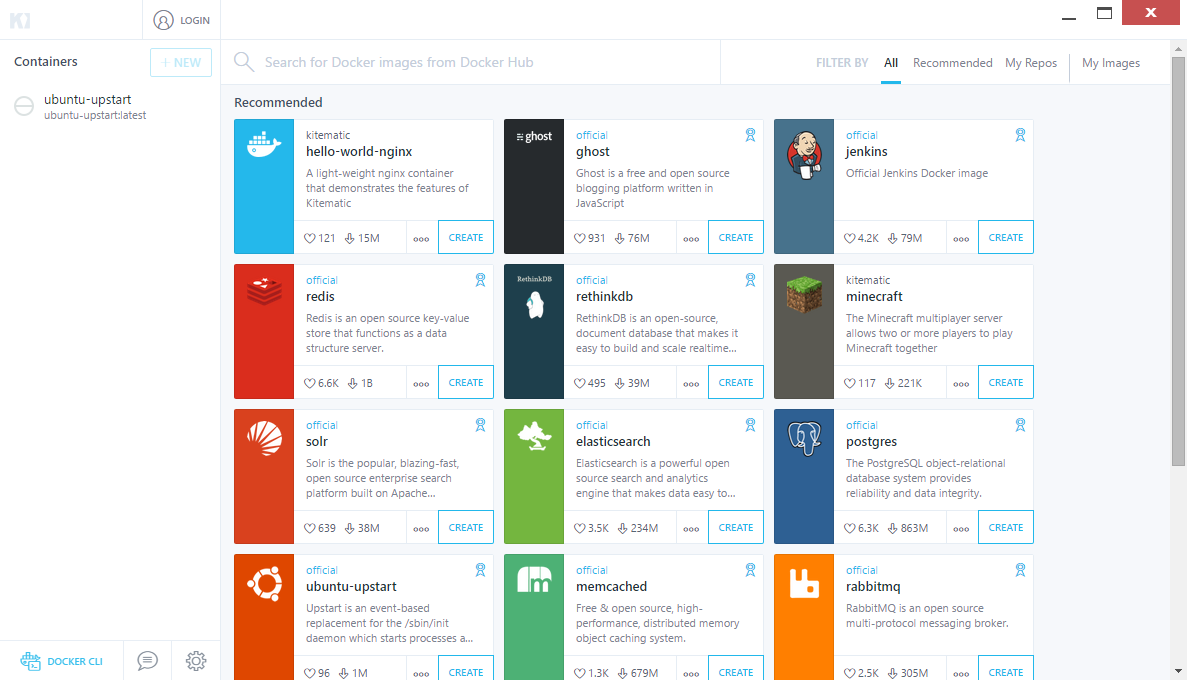 LOGIN
Containers
+ NEW
ubuntu-upstart
ubuntu-upstart:latest
DOCKER CLI
Search for Docker images from Docker Hub
FILTER BY All Recommended My Repos My Images
Recommended
kitematic
hello-world-nginx
A light-weight nginx container
that demonstrates the features of
Kitematic
121 15M
CREATE
ghost
official
ghost
Ghost is a free and open source
blogging platform written in
JavaScript
931 76M
CREATE
official
jenkins
Official Jenkins Docker image
4.2K 79M
CREATE
official
redis
Redis is an open source key-value
store that functions as a data
structure server.
6.6K 1B
CREATE
RethinkDB
official
rethinkdb
RethinkDB is an open-source,
document database that makes it
easy to build and scale realtime...
495 39M
CREATE
kitematic
minecraft
The Minecraft multiplayer server
allows two or more players to play
Minecraft together
117 221K
CREATE
official
solr
Solr is the popular, blazing-fast,
open source enterprise search
platform built on Apache...
639 38M
CREATE
official
elasticsearch
Elasticsearch is a powerful open
source search and analytics
engine that makes data easy to...
3.5K 234M
CREATE
official
postgres
The PostgreSQL object-relational
database system provides
reliability and data integrity.
6.3K 863M
CREATE
official
ubuntu-upstart
Upstart is an event-based
replacement for the /sbin/init
daemon which starts processes a...
96 1M
CREATE
m
official
memcached
Free & open source, high-
performance, distributed memory
object caching system.
1.3K 679M
CREATE
official
rabbitmq
RabbitMQ is an open source
multi-protocol messaging broker.
2.5K 305M
CREATE